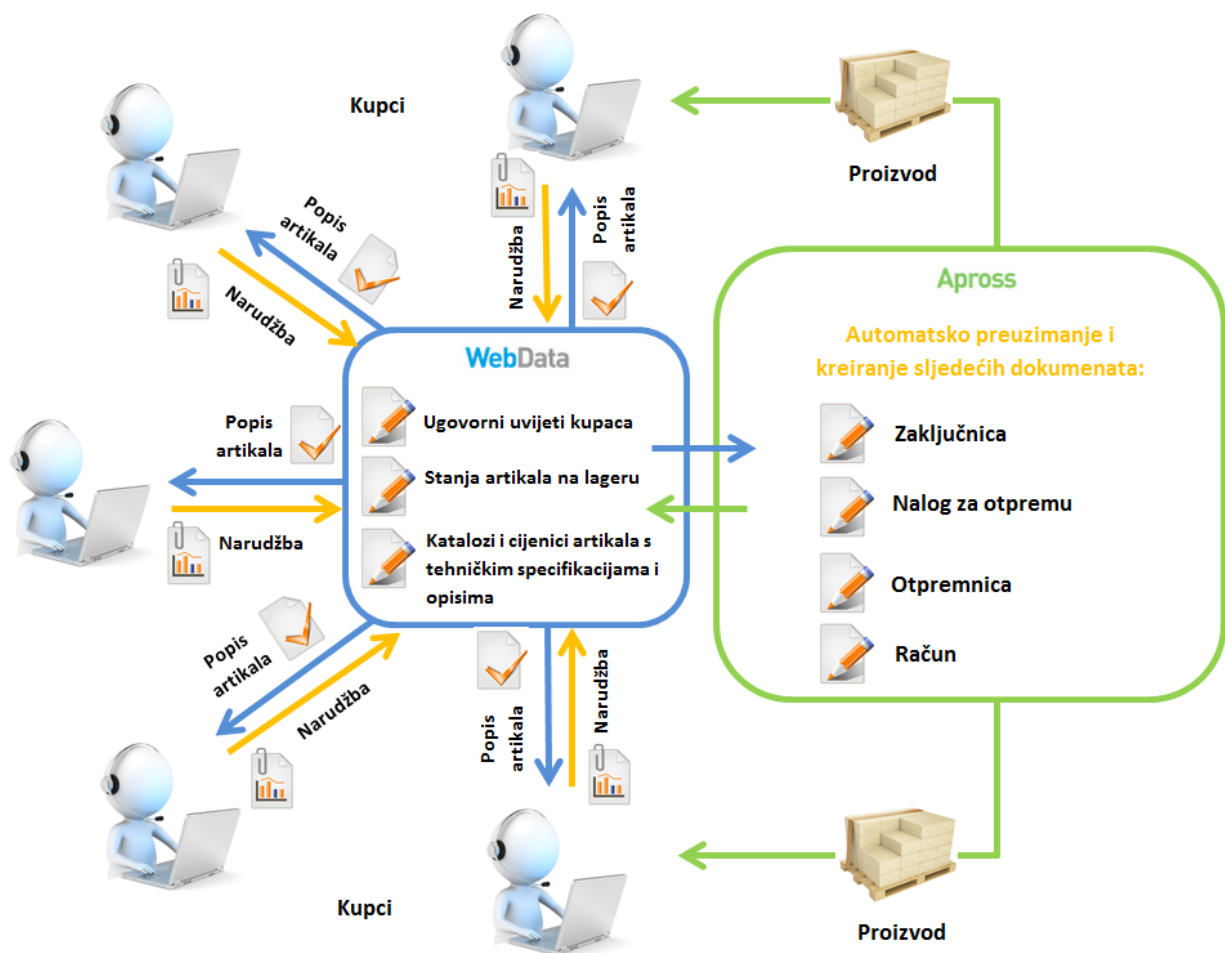 Kupci
Proizvod
Popis
artikala
Narudžba
Narudžba
Popis
artikala
Apross
Automatsko preuzimanje i
kreiranje sljedećih dokumenata:
Zaključnica
Nalog za otpremu
Otpremnica
Račun
WebData
Ugovorni uvijeti kupaca
Stanja artikala na lageru
Katalozi i cijenici artikala s
tehničkim specifikacijama i
opisima
Popis
artikala
Narudžba
Popis
artikala
Narudžba
Popis
artikala
Narudžba
Kupci
Proizvod